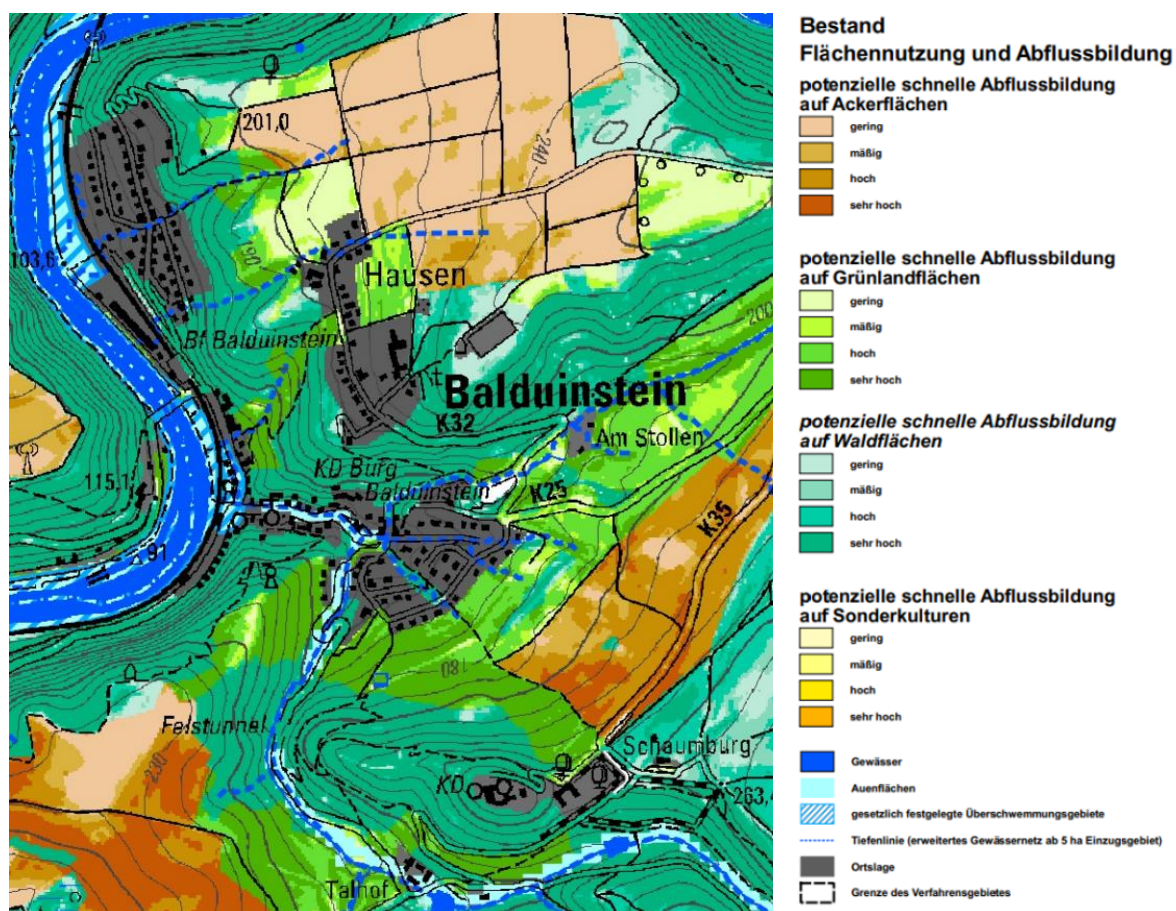 201,0
240
190
103,6
Hausen
Bf Balduinstein
200
Balduinstein
K32
Am Stollen
KD Burg
Balduinstein
115,1
K25
K35
91
180
Felstunnel
230
Schaumburg
KD
263,4
Talhof
Bestand
Flächennutzung und Abflussbildung
potenzielle schnelle Abflussbildung
auf Ackerflächen
gering
mäßig
hoch
sehr hoch
potenzielle schnelle Abflussbildung
auf Grünlandflächen
gering
mäßig
hoch
sehr hoch
potenzielle schnelle Abflussbildung
auf Waldflächen
gering
mäßig
hoch
sehr hoch
potenzielle schnelle Abflussbildung
auf Sonderkulturen
gering
mäßig
hoch
sehr hoch
Gewässer
Auenflächen
gesetzlich festgelegte Überschwemmungsgebiete
Tiefenlinie (erweitertes Gewässernetz ab 5 ha Einzugsgebiet)
Ortslage
Grenze des Verfahrensgebietes